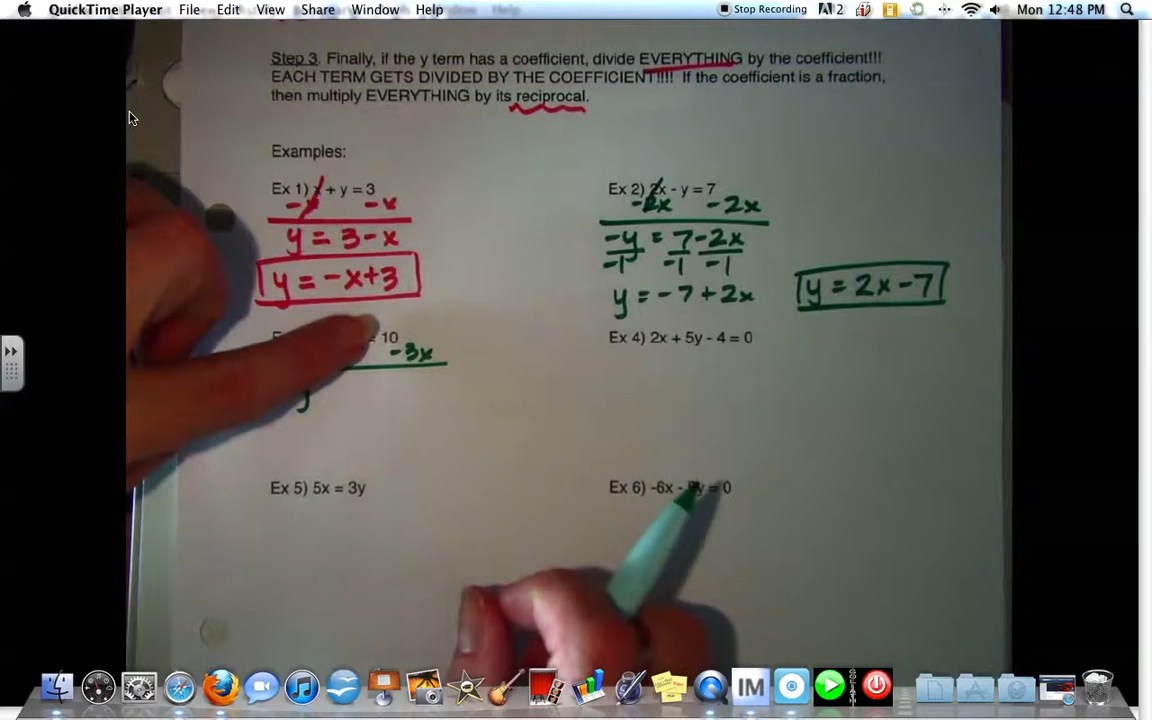 QuickTime Player File Edit View Share Window Help Stop Recording 2 Mon 12:48 PM
Step 3. Finally, if the y term has a coefficient, divide EVERYTHING by the coefficient!!!
EACH TERM GETS DIVIDED BY THE COEFFICIENT!!!! If the coefficient is a fraction,
then multiply EVERYTHING by its reciprocal.
Examples:
Ex 1) x + y = 3
-x -x
y = 3-x
y = -x+3
Ex 2) 2x - y = 7
-2x -2x
-y = 7-2x
-1 -1 -1
y = -7+2x
y = 2x-7
= 10
-3x
y
Ex 4) 2x + 5y - 4 = 0
Ex 5) 5x = 3y
Ex 6) -6x - y = 0
IM